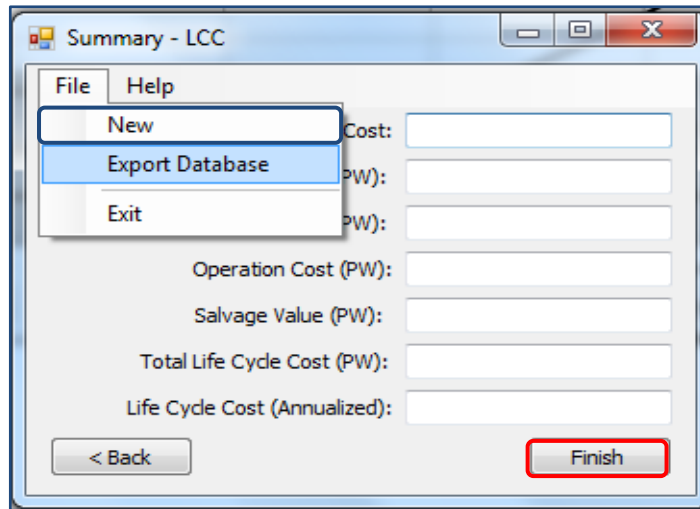 Summary - LCC
File Help
New
Cost:
Export Database
PW):
Exit
PW):
Operation Cost (PW):
Salvage Value (PW):
Total Life Cycle Cost (PW):
Life Cycle Cost (Annualized):
< Back Finish